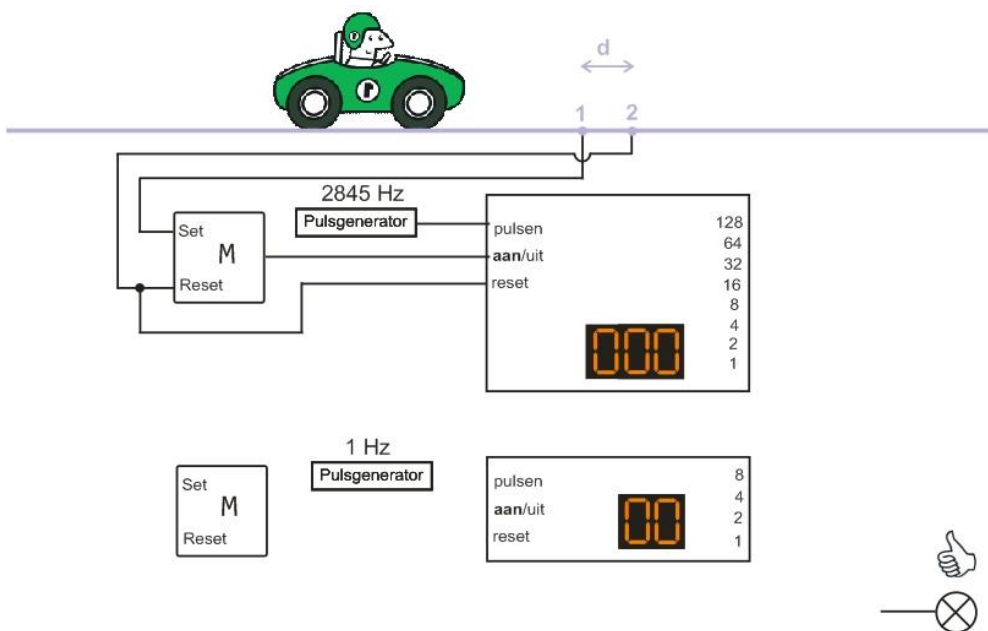 1
d
1 2
2845 Hz
Pulsgenerator
Set
M
Reset
pulsen
aan/uit
reset
128
64
32
16
8
4
2
1
000
1 Hz
Pulsgenerator
Set
M
Reset
pulsen
aan/uit
reset
8
4
2
1
00